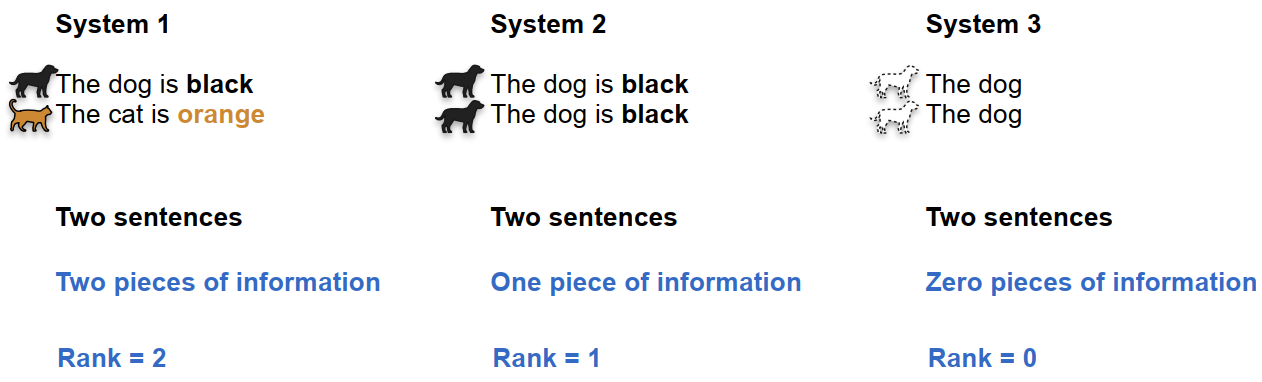 System 1
The dog is black
The cat is orange
Two sentences
Two pieces of information
Rank = 2
System 2
The dog is black
The dog is black
Two sentences
One piece of information
Rank = 1
System 3
The dog
The dog
Two sentences
Zero pieces of information
Rank = 0